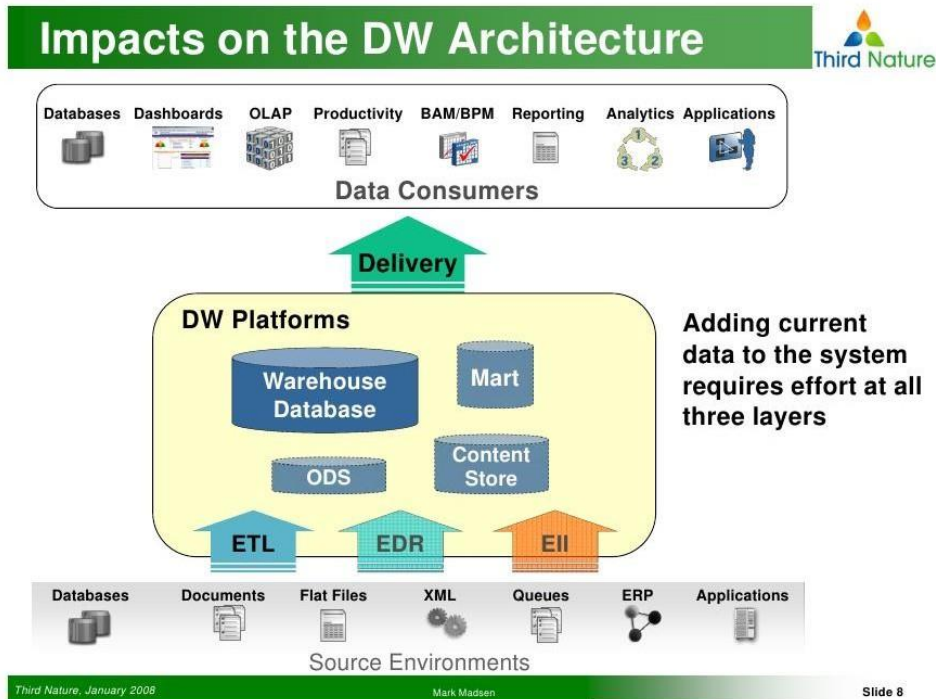 Impacts on the DW Architecture
Third Nature
Databases Dashboards OLAP Productivity BAM/BPM Reporting Analytics Applications
1
3 2
Data Consumers
Delivery
DW Platforms
Warehouse
Database
Mart
ODS
Content
Store
Adding current
data to the system
requires effort at all
three layers
ETL EDR EII
Databases Documents Flat Files XML Queues ERP Applications
Source Environments
Third Nature, January 2008 Mark Madsen Slide 8